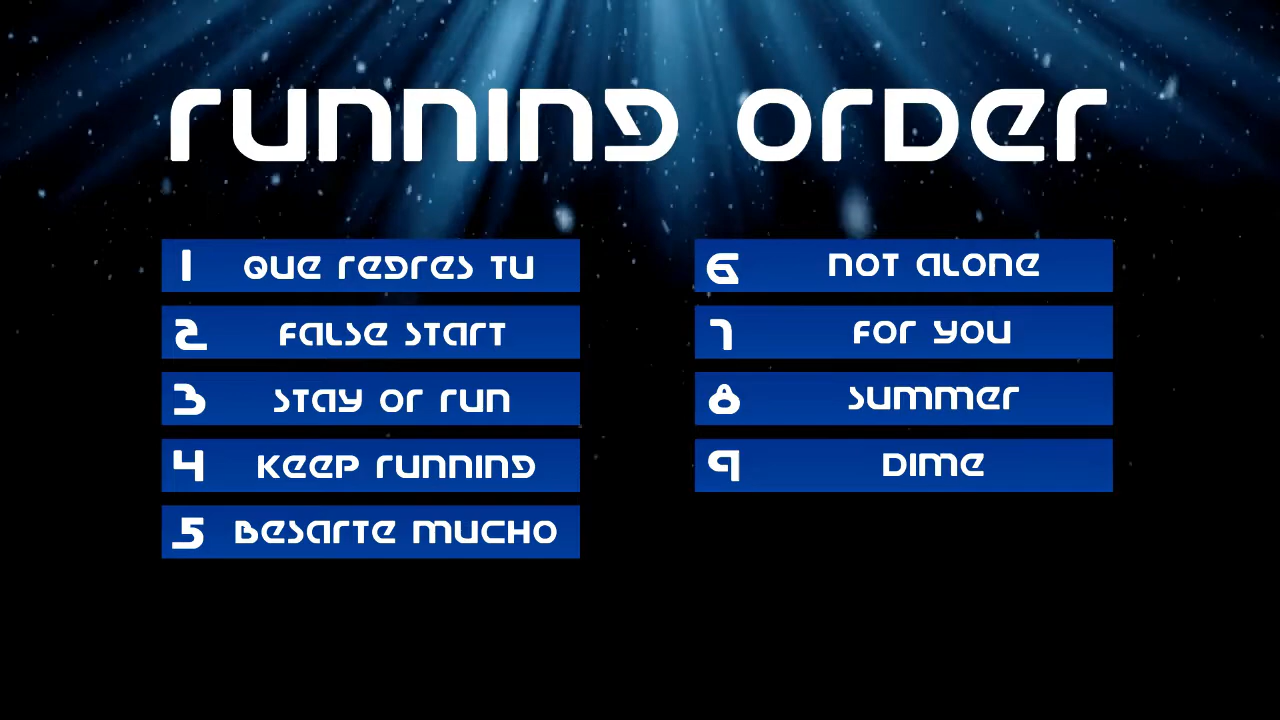 RUNNING ORDER
1 QUE REGRES TU
2 FALSE START
3 STAY OR RUN
4 KEEP RUNNING
5 BESARTE MUCHO
6 NOT ALONE
7 FOR YOU
8 SUMMER
9 DIME